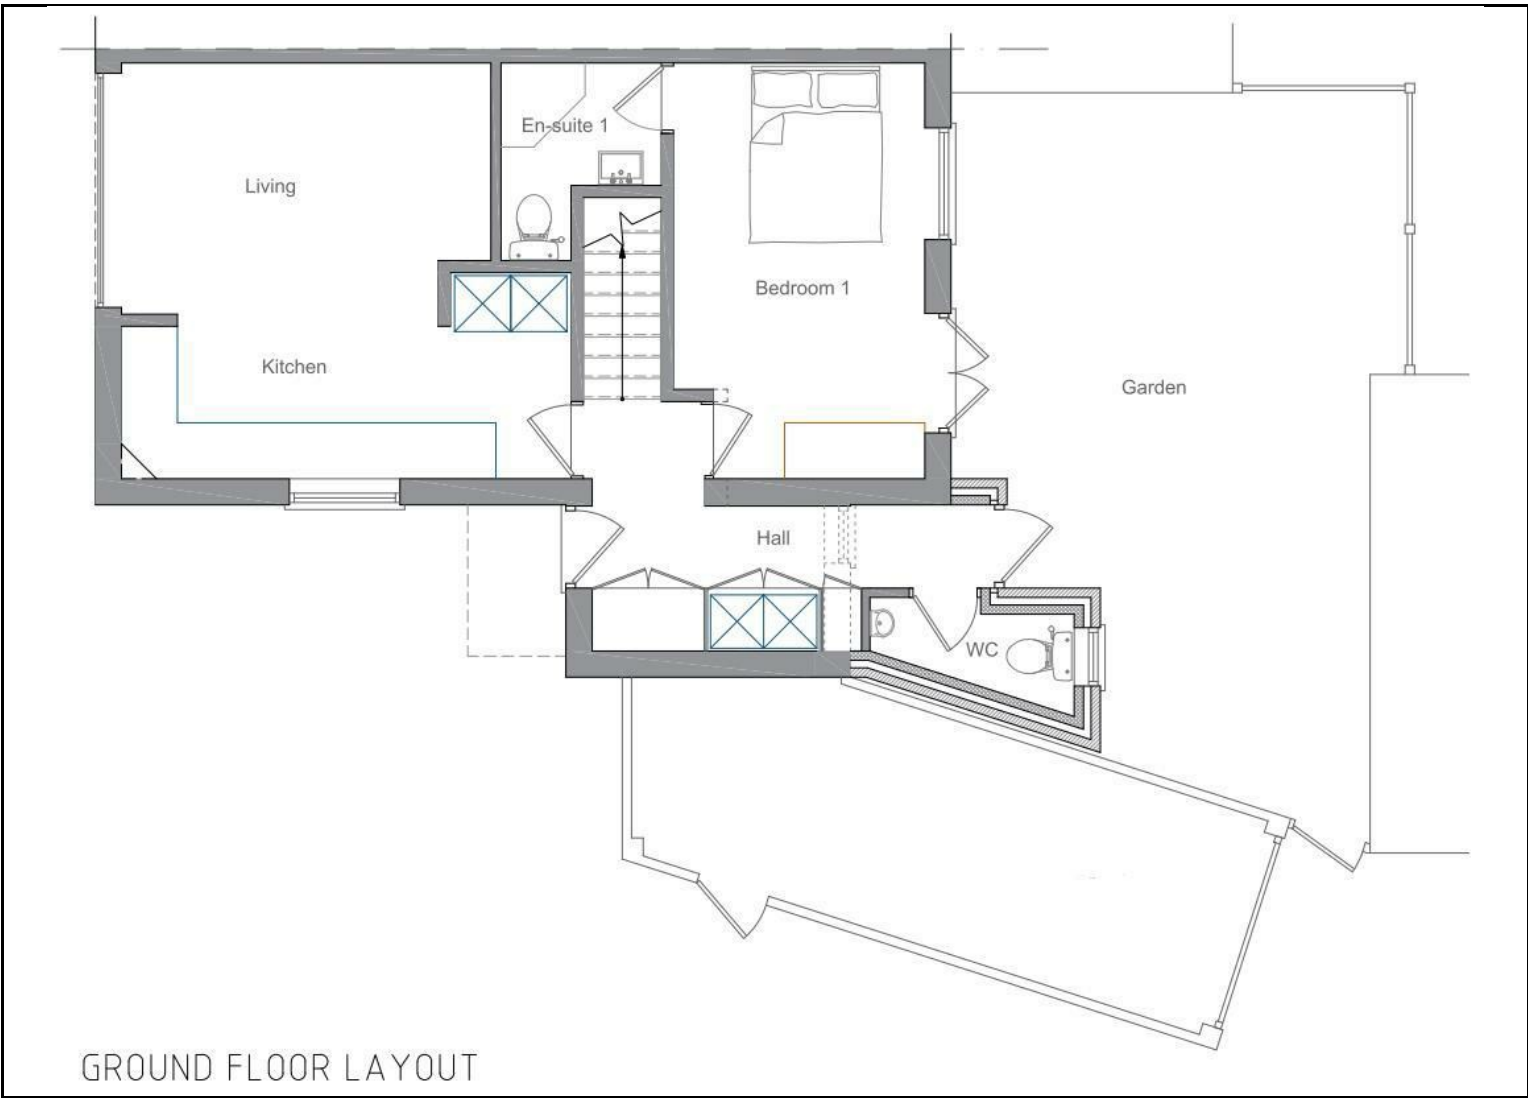 En-suite 1
Living
Bedroom 1
Kitchen
Garden
Hall
WC
GROUND FLOOR LAYOUT